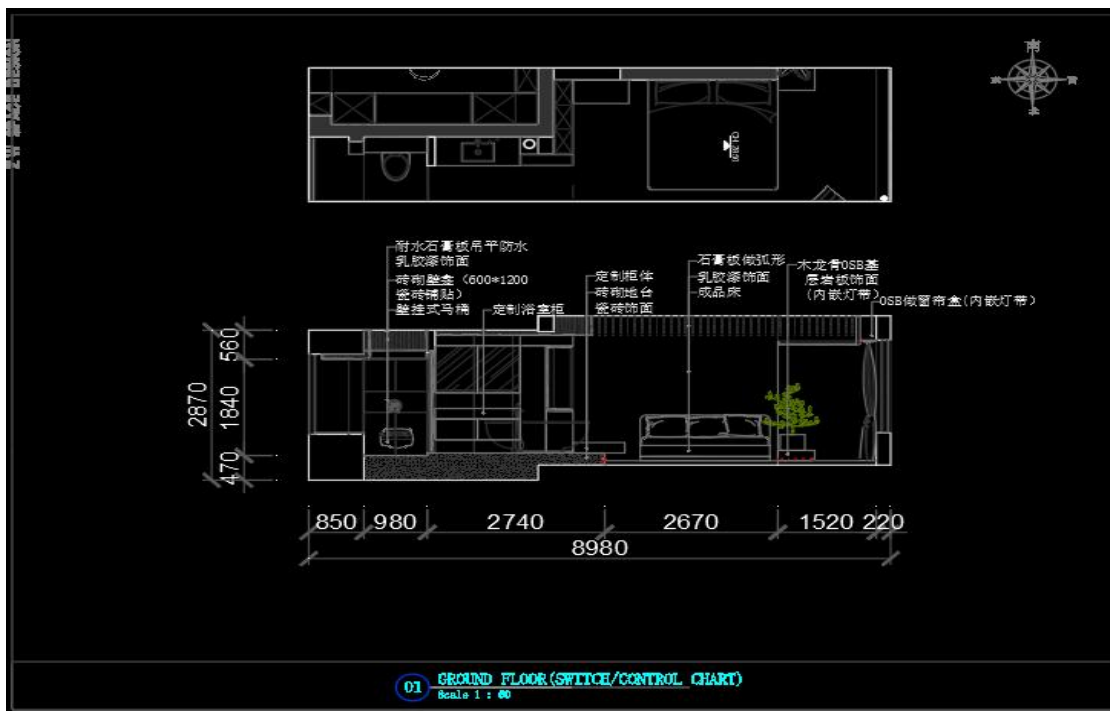 南
耐水石膏板吊平防水
乳胶漆饰面
砖砌壁龛（600*1200
瓷砖铺贴）
壁挂式马桶
定制浴室柜
定制柜体
砖砌地台
瓷砖饰面
石膏板做弧形
乳胶漆饰面
成品床
木龙骨OSB基
层岩板饰面
（内嵌灯带）
OSB做窗帘盒（内嵌灯带）
2870
560
1840
470
850 980 2740 2670 1520 220
8980
01
GROUND FLOOR(SWITCH/CONTROL CHART)
Scale 1 : 60